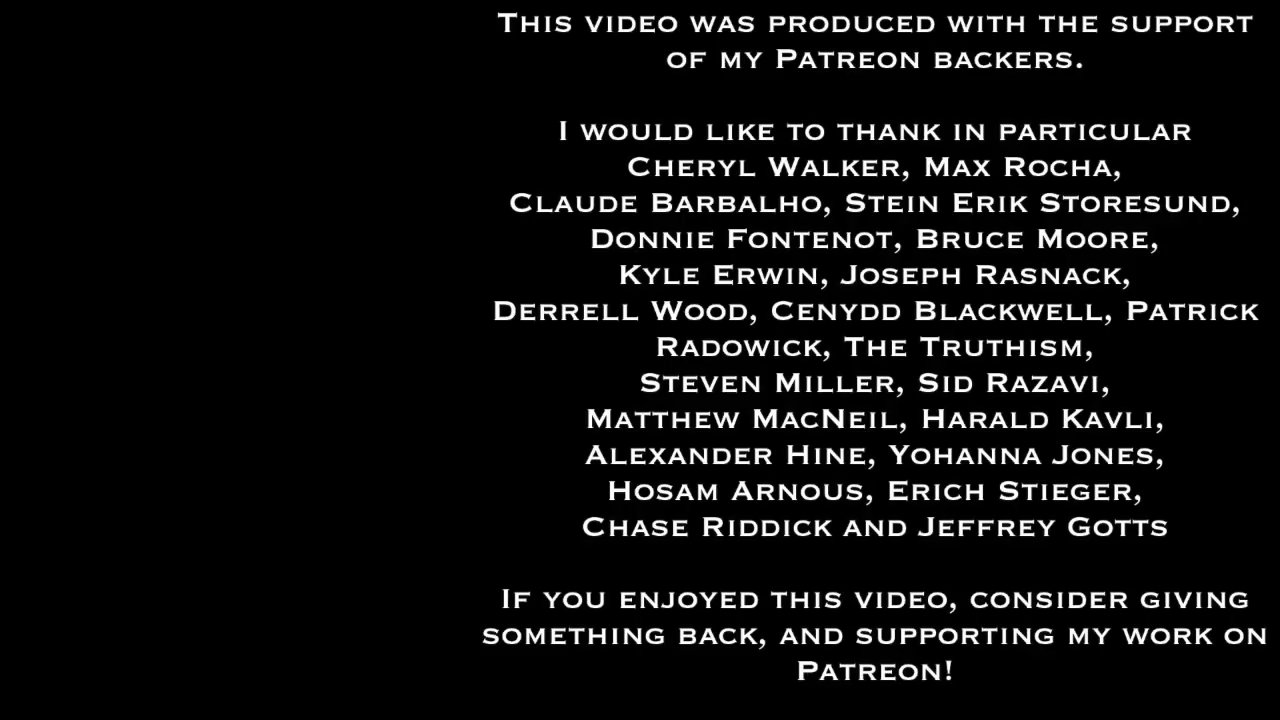 This video was produced with the support
of my Patreon backers.
I would like to thank in particular
Cheryl Walker, Max Rocha,
Claude Barbalho, Stein Erik Storesund,
Donnie Fontenot, Bruce Moore,
Kyle Erwin, Joseph Rasnack,
Derrell Wood, Cenydd Blackwell, Patrick
Radowick, The Truthism,
Steven Miller, Sid Razavi,
Matthew MacNeil, Harald Kavli,
Alexander Hine, Yohanna Jones,
Hosam Arnous, Erich Stieger,
Chase Riddick and Jeffrey Gotts
If you enjoyed this video, consider giving
something back, and supporting my work on
Patreon!